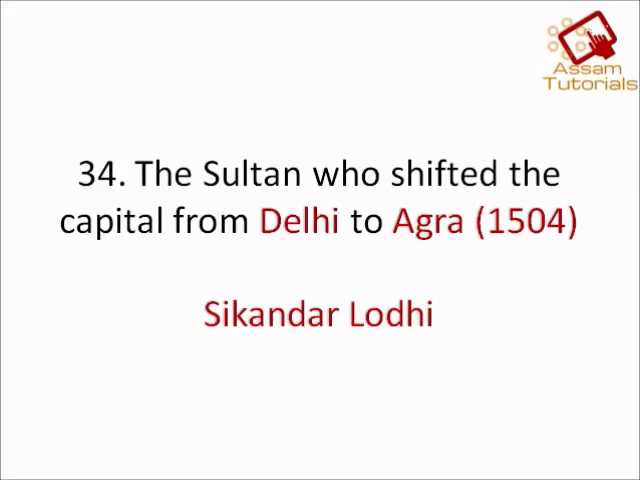 Assam
Tutorials
34. The Sultan who shifted the
capital from Delhi to Agra (1504)
Sikandar Lodhi